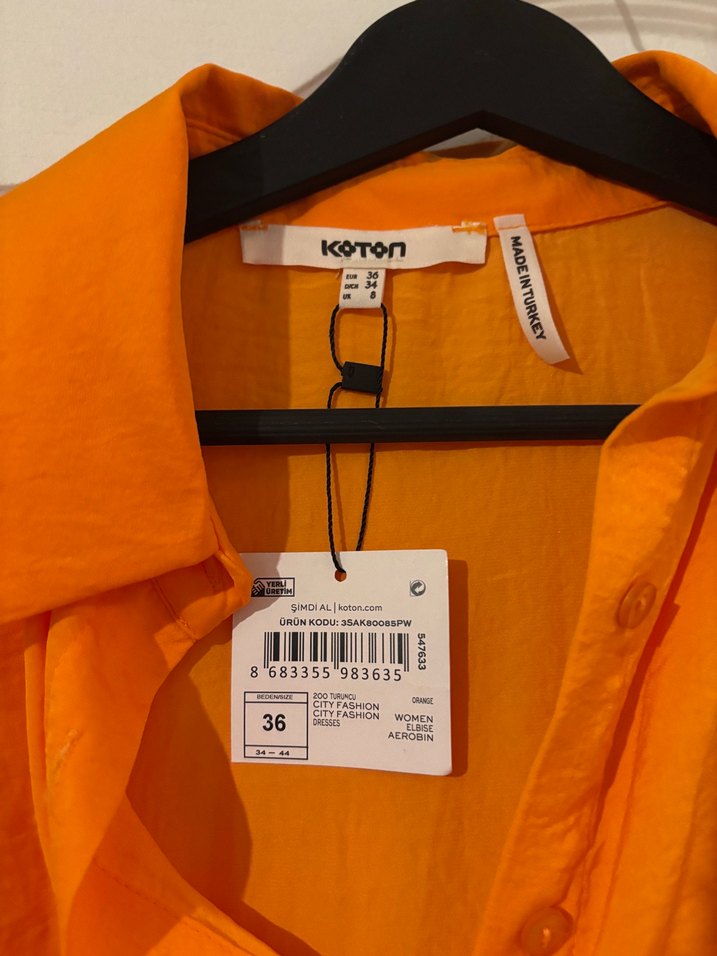 KOTON
EUR 36
D/CH 34
UK 8
MADE IN TURKEY
YERLİ
ÜRETİM
ŞİMDİ AL | koton.com
ÜRÜN KODU: 3SAK80085PW
547633
8 683355 983635
BEDEN/SIZE
36
34 — 44
200 TURUNCU
CITY FASHION
CITY FASHION
DRESSES
ORANGE
WOMEN
ELBISE
AEROBIN